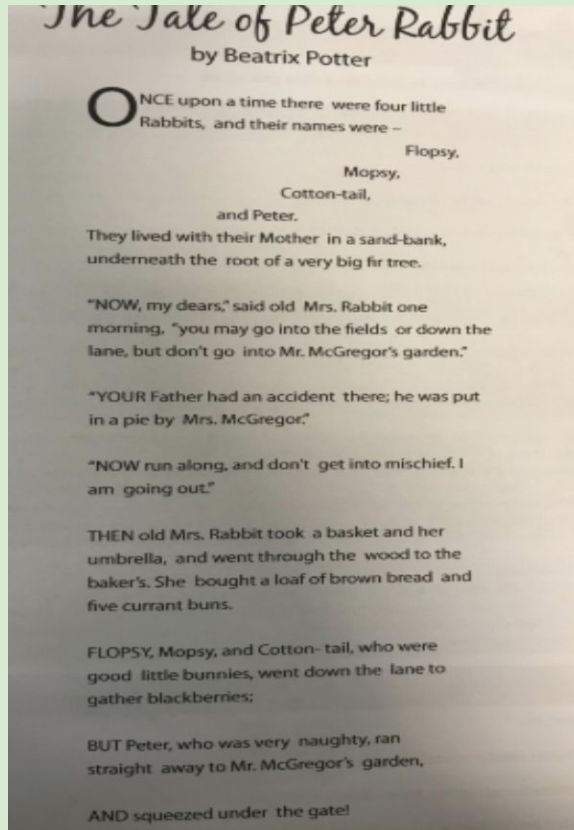 The Tale of Peter Rabbit
by Beatrix Potter
ONCE upon a time there were four little
Rabbits, and their names were –
Flopsy,
Mopsy,
Cotton-tail,
and Peter.
They lived with their Mother in a sand-bank,
underneath the root of a very big fir tree.
“NOW, my dears,” said old Mrs. Rabbit one
morning, “you may go into the fields or down the
lane, but don't go into Mr. McGregor's garden.”
“YOUR Father had an accident there; he was put
in a pie by Mrs. McGregor.”
“NOW run along, and don't get into mischief. I
am going out.”
THEN old Mrs. Rabbit took a basket and her
umbrella, and went through the wood to the
baker's. She bought a loaf of brown bread and
five currant buns.
FLOPSY, Mopsy, and Cotton- tail, who were
good little bunnies, went down the lane to
gather blackberries;
BUT Peter, who was very naughty, ran
straight away to Mr. McGregor's garden,
AND squeezed under the gate!